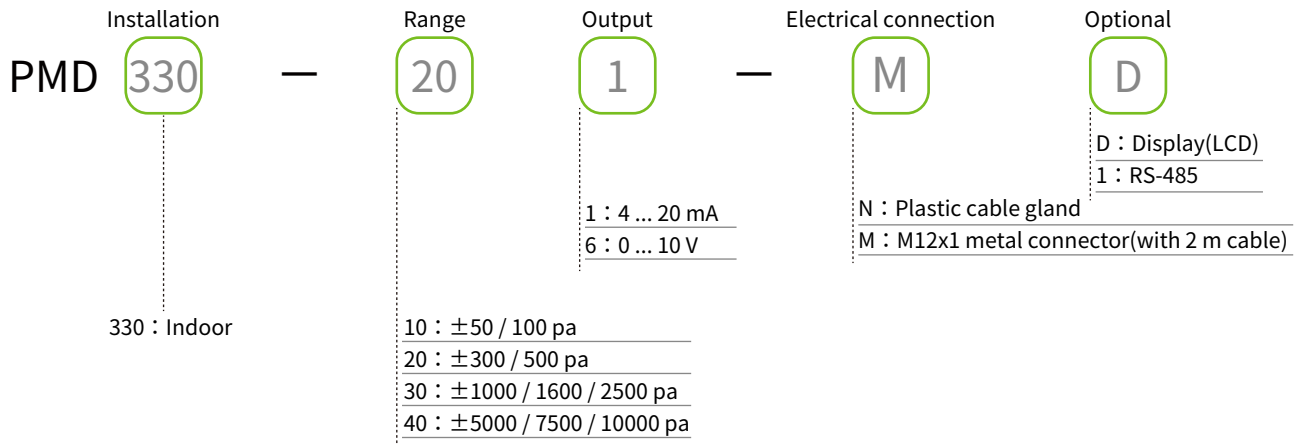 Installation Range Output Electrical connection Optional
PMD 330 — 20 1 — M D
D：Display(LCD)
1：RS-485
N：Plastic cable gland
M：M12x1 metal connector(with 2 m cable)
1：4 ... 20 mA
6：0 ... 10 V
330：Indoor
10：±50 / 100 pa
20：±300 / 500 pa
30：±1000 / 1600 / 2500 pa
40：±5000 / 7500 / 10000 pa